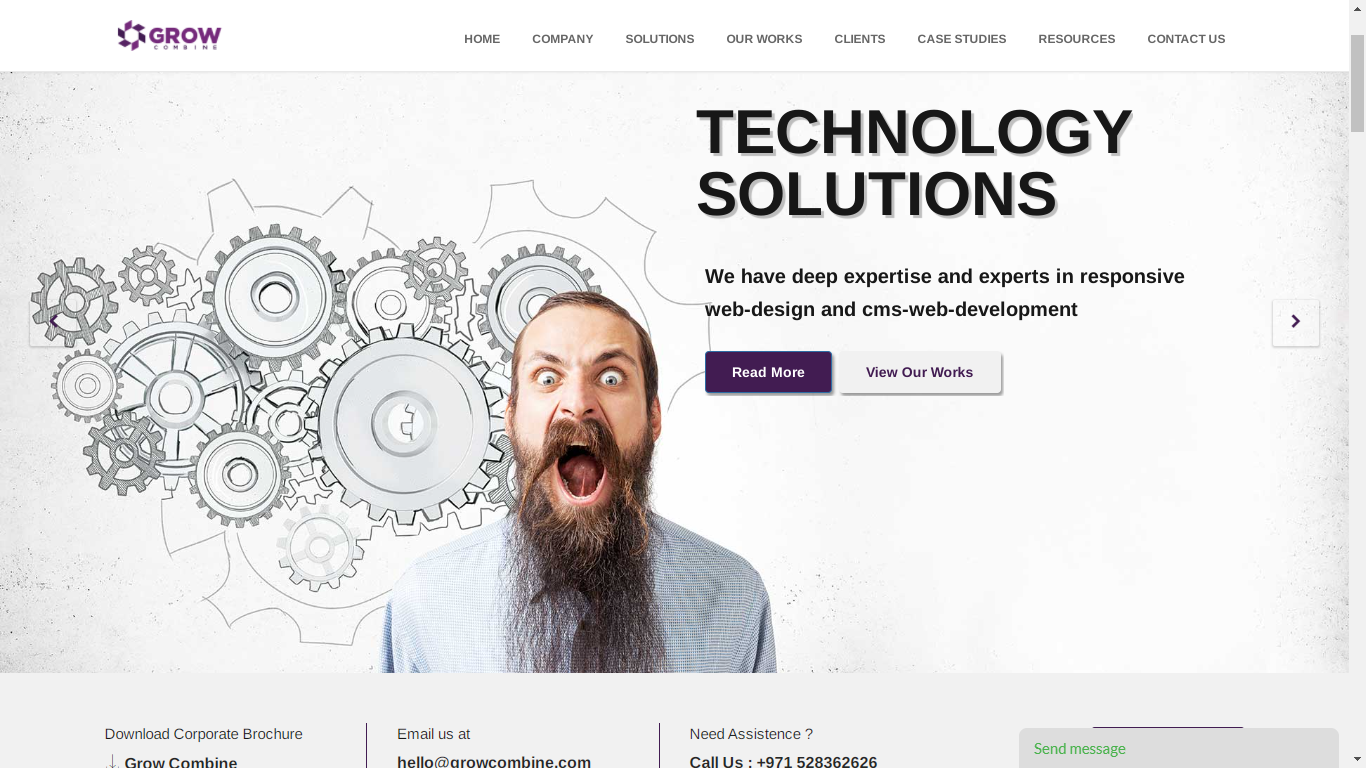 GROW
COMBINE
HOME COMPANY SOLUTIONS OUR WORKS CLIENTS CASE STUDIES RESOURCES CONTACT US
TECHNOLOGY
SOLUTIONS
We have deep expertise and experts in responsive
web-design and cms-web-development
Read More View Our Works
Download Corporate Brochure
Grow Combine
Email us at
hello@growcombine.com
Need Assistence ?
Call Us : +971 528362626
Send message